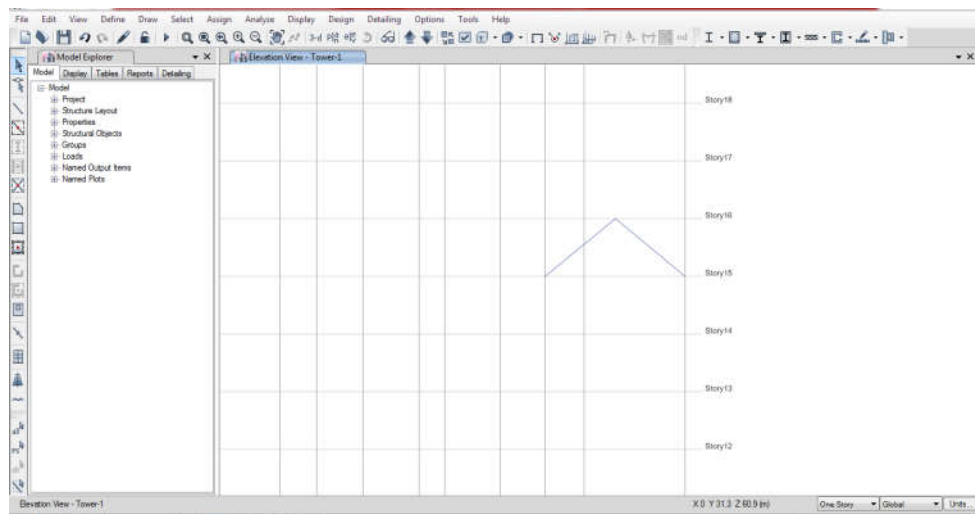 File Edit View Define Draw Select Assign Analyze Display Design Detailing Options Tools Help
Model Explorer
Elevation View - Tower-1
Model Display Tables Reports Detailing
Model
Project
Structure Layout
Properties
Structural Objects
Groups
Loads
Named Output Items
Named Plots
Story18
Story17
Story16
Story15
Story14
Story13
Story12
Elevation View - Tower-1
X 0 Y 31.3 Z 60.9 (m)
One Story
Global
Units...